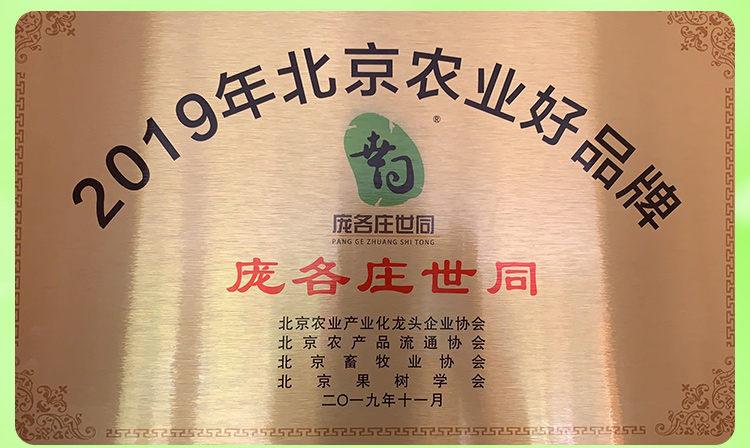 2019年北京农业好品牌
®
世同
庞各庄世同
PANG GE ZHUANG SHI TONG
庞各庄世同
北京农业产业化龙头企业协会
北京农产品流通协会
北京畜牧业协会
北京果树学会
二〇一九年十一月